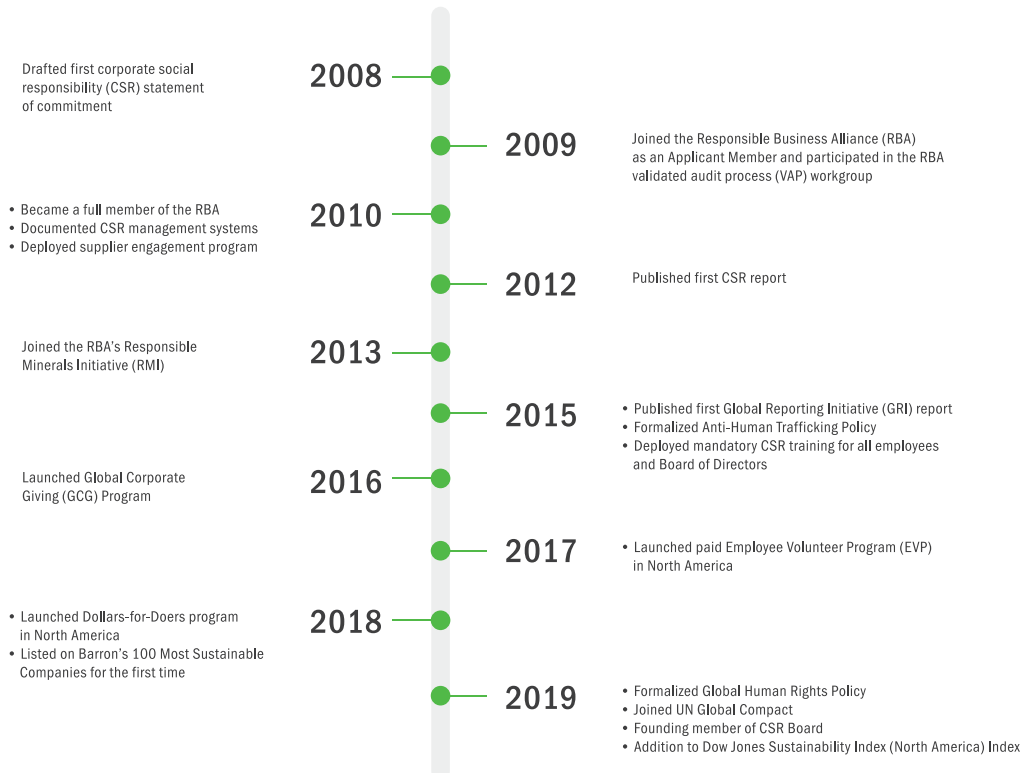 Drafted first corporate social
responsibility (CSR) statement
of commitment
2008
2009
Joined the Responsible Business Alliance (RBA)
as an Applicant Member and participated in the RBA
validated audit process (VAP) workgroup
• Became a full member of the RBA
• Documented CSR management systems
• Deployed supplier engagement program
2010
2012
Published first CSR report
Joined the RBA's Responsible
Minerals Initiative (RMI)
2013
2015
• Published first Global Reporting Initiative (GRI) report
• Formalized Anti-Human Trafficking Policy
• Deployed mandatory CSR training for all employees
and Board of Directors
Launched Global Corporate
Giving (GCG) Program
2016
2017
• Launched paid Employee Volunteer Program (EVP)
in North America
• Launched Dollars-for-Doers program
in North America
• Listed on Barron's 100 Most Sustainable
Companies for the first time
2018
2019
• Formalized Global Human Rights Policy
• Joined UN Global Compact
• Founding member of CSR Board
• Addition to Dow Jones Sustainability Index (North America) Index